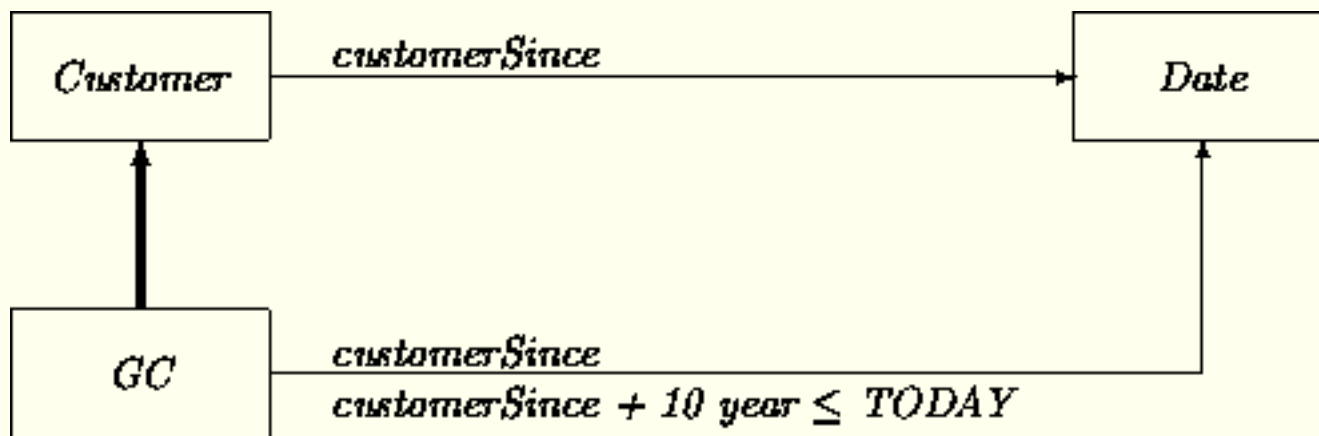 Customer
customerSince
Date
GC
customerSince
customerSince + 10 year ≤ TODAY